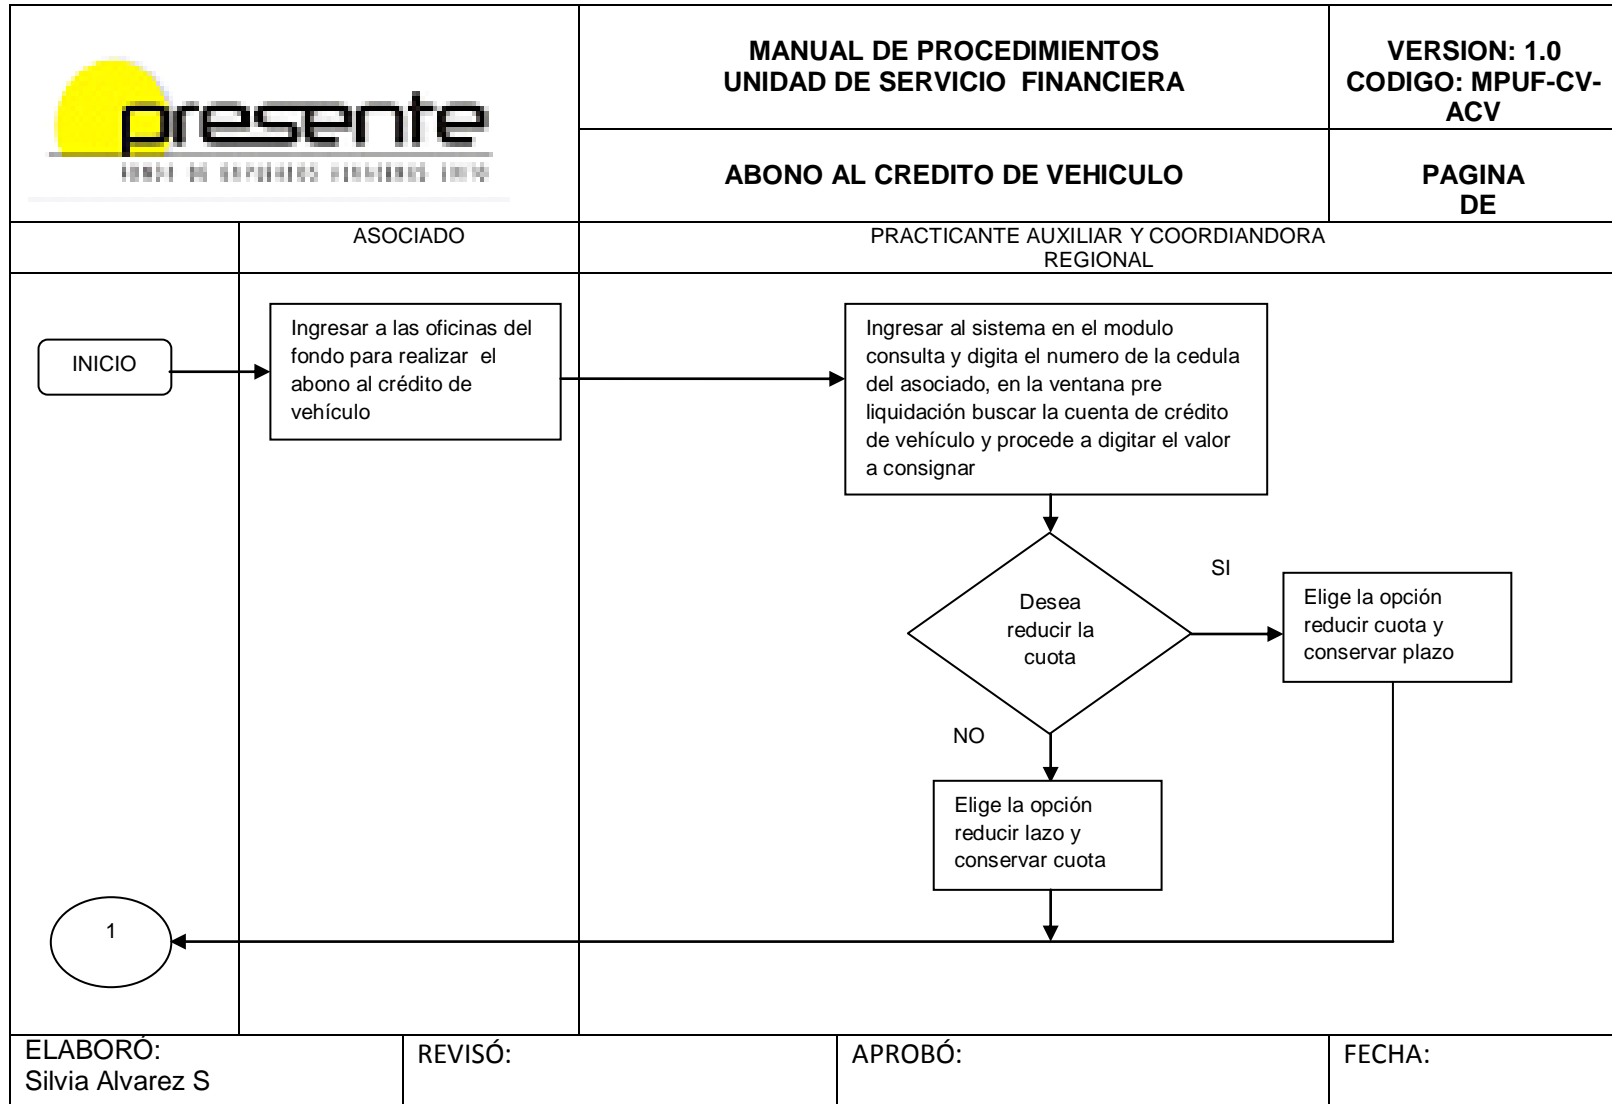 presente
MANUAL DE PROCEDIMIENTOS
UNIDAD DE SERVICIO FINANCIERA
VERSION: 1.0
CODIGO: MPUF-CV-
ACV
ABONO AL CREDITO DE VEHICULO
PAGINA
DE
ASOCIADO
PRACTICANTE AUXILIAR Y COORDIANDORA
REGIONAL
INICIO
Ingresar a las oficinas del
fondo para realizar el
abono al crédito de
vehículo
Ingresar al sistema en el modulo
consulta y digita el numero de la cedula
del asociado, en la ventana pre
liquidación buscar la cuenta de crédito
de vehículo y procede a digitar el valor
a consignar
Desea
reducir la
cuota
SI
Elige la opción
reducir cuota y
conservar plazo
NO
Elige la opción
reducir lazo y
conservar cuota
1
ELABORÓ:
Silvia Alvarez S
REVISÓ:
APROBÓ:
FECHA: